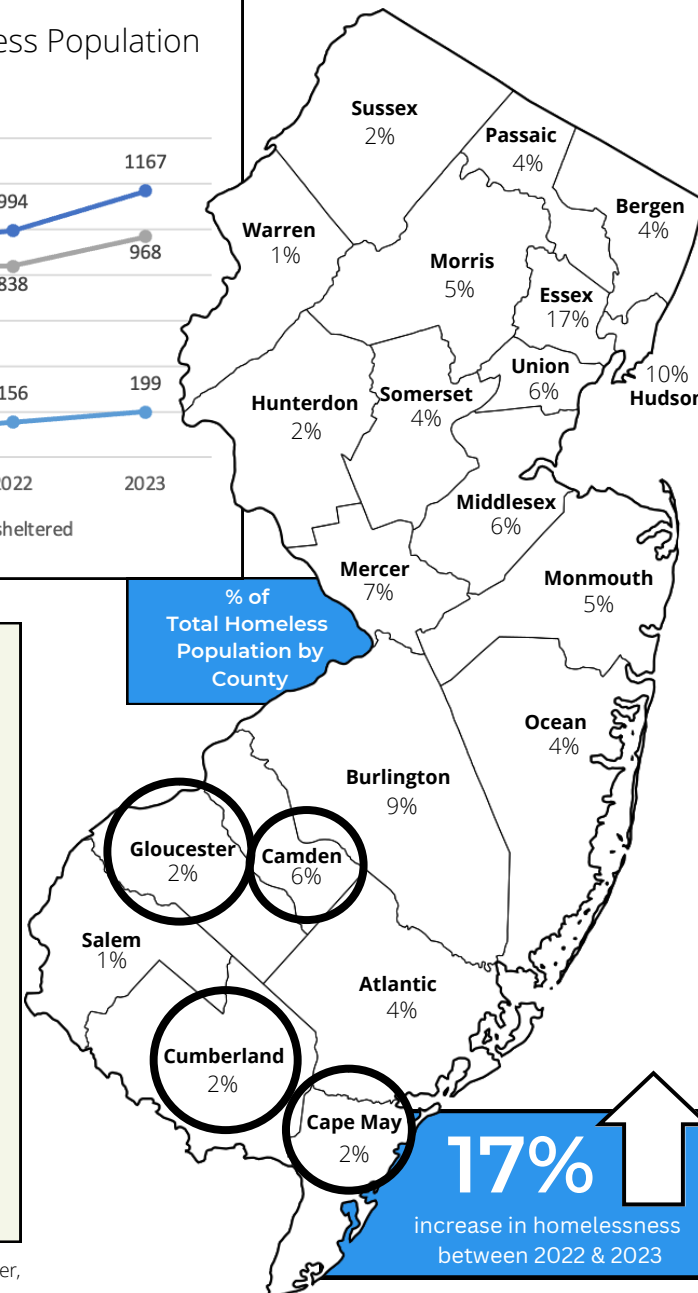 ess Population
1167
994
968
838
199
156
2022
2023
sheltered
Sussex
2%
Passaic
4%
Bergen
4%
Warren
1%
Morris
5%
Essex
17%
10%
Hudson
Union
6%
Hunterdon
2%
Somerset
4%
Middlesex
6%
Mercer
7%
Monmouth
5%
% of
Total Homeless
Population by
County
Ocean
4%
Burlington
9%
Gloucester
2%
Camden
6%
Salem
1%
Atlantic
4%
Cumberland
2%
Cape May
2%
17%
increase in homelessness
between 2022 & 2023
er,